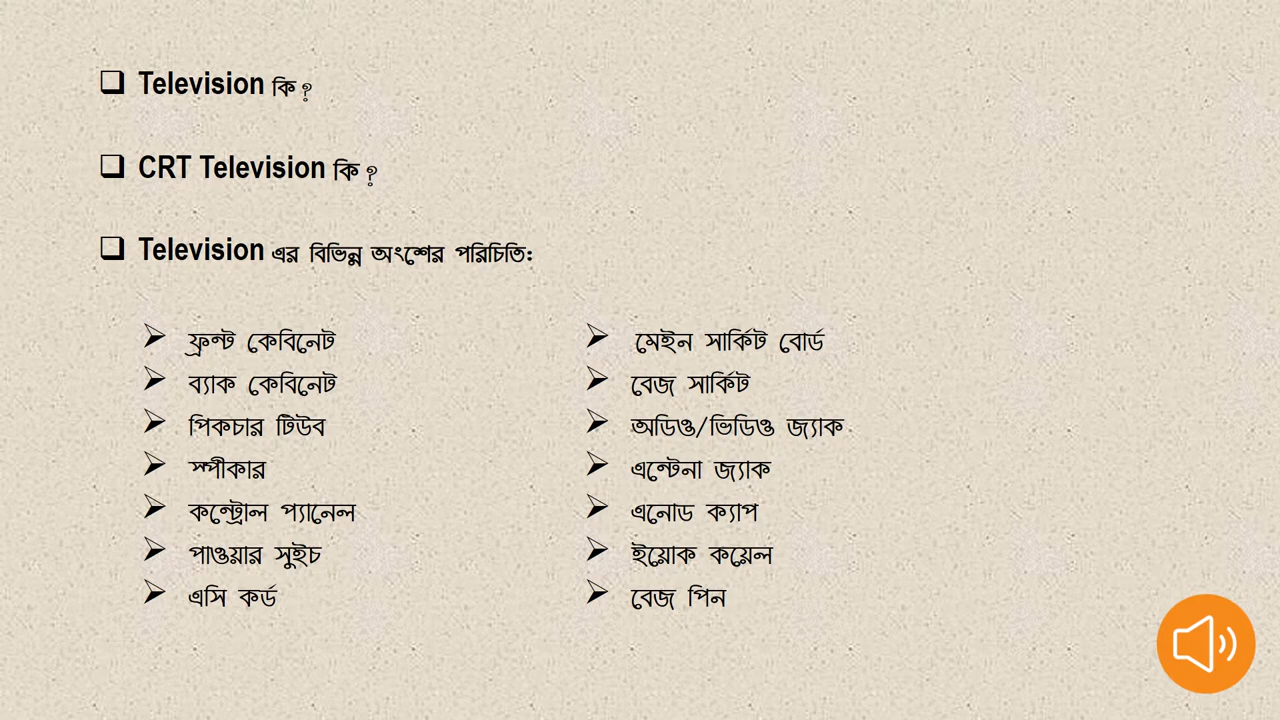 Television কি?
CRT Television কি?
Television এর বিভিন্ন অংশের পরিচিতি:
ফ্রন্ট কেবিনেট
ব্যাক কেবিনেট
পিকচার টিউব
স্পীকার
কন্ট্রোল প্যানেল
পাওয়ার সুইচ
এসি কর্ড
মেইন সার্কিট বোর্ড
বেজ সার্কিট
অডিও/ভিডিও জ্যাক
এন্টেনা জ্যাক
এনোড ক্যাপ
ইয়োক কয়েল
বেজ পিন